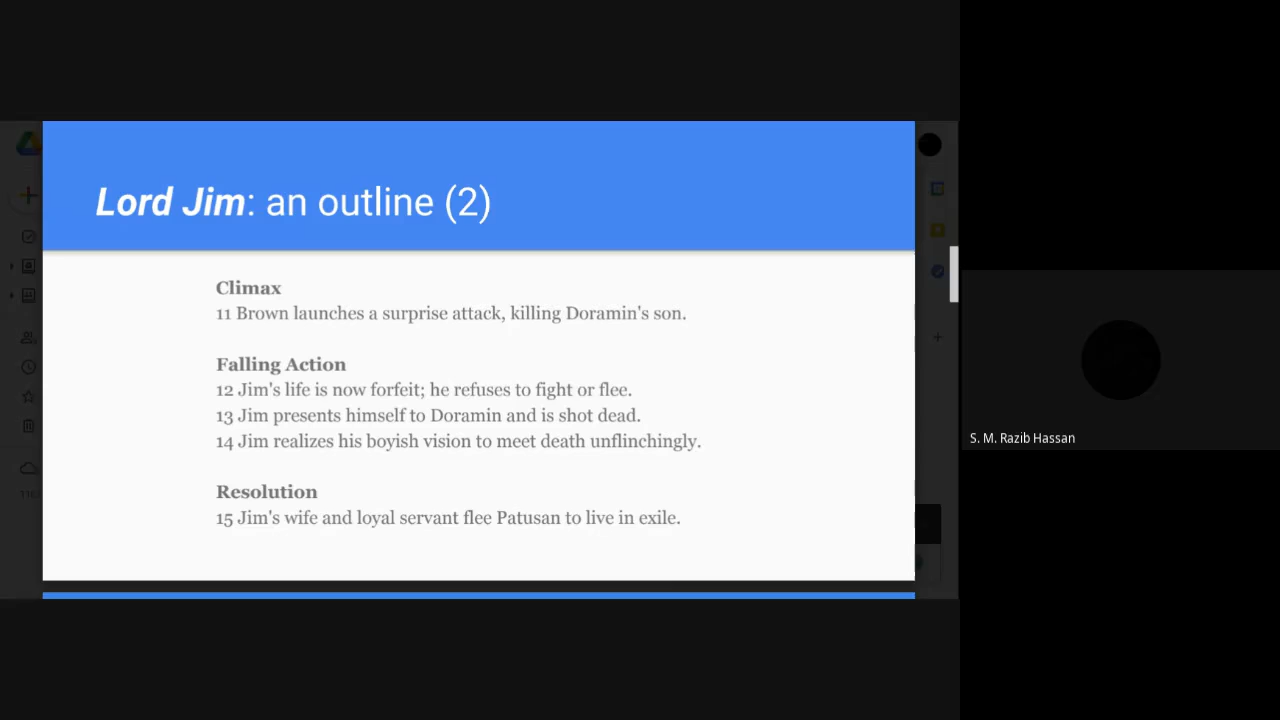 Lord Jim: an outline (2)
Climax
11 Brown launches a surprise attack, killing Doramin's son.
Falling Action
12 Jim's life is now forfeit; he refuses to fight or flee.
13 Jim presents himself to Doramin and is shot dead.
14 Jim realizes his boyish vision to meet death unflinchingly.
Resolution
15 Jim's wife and loyal servant flee Patusan to live in exile.
S. M. Razib Hassan